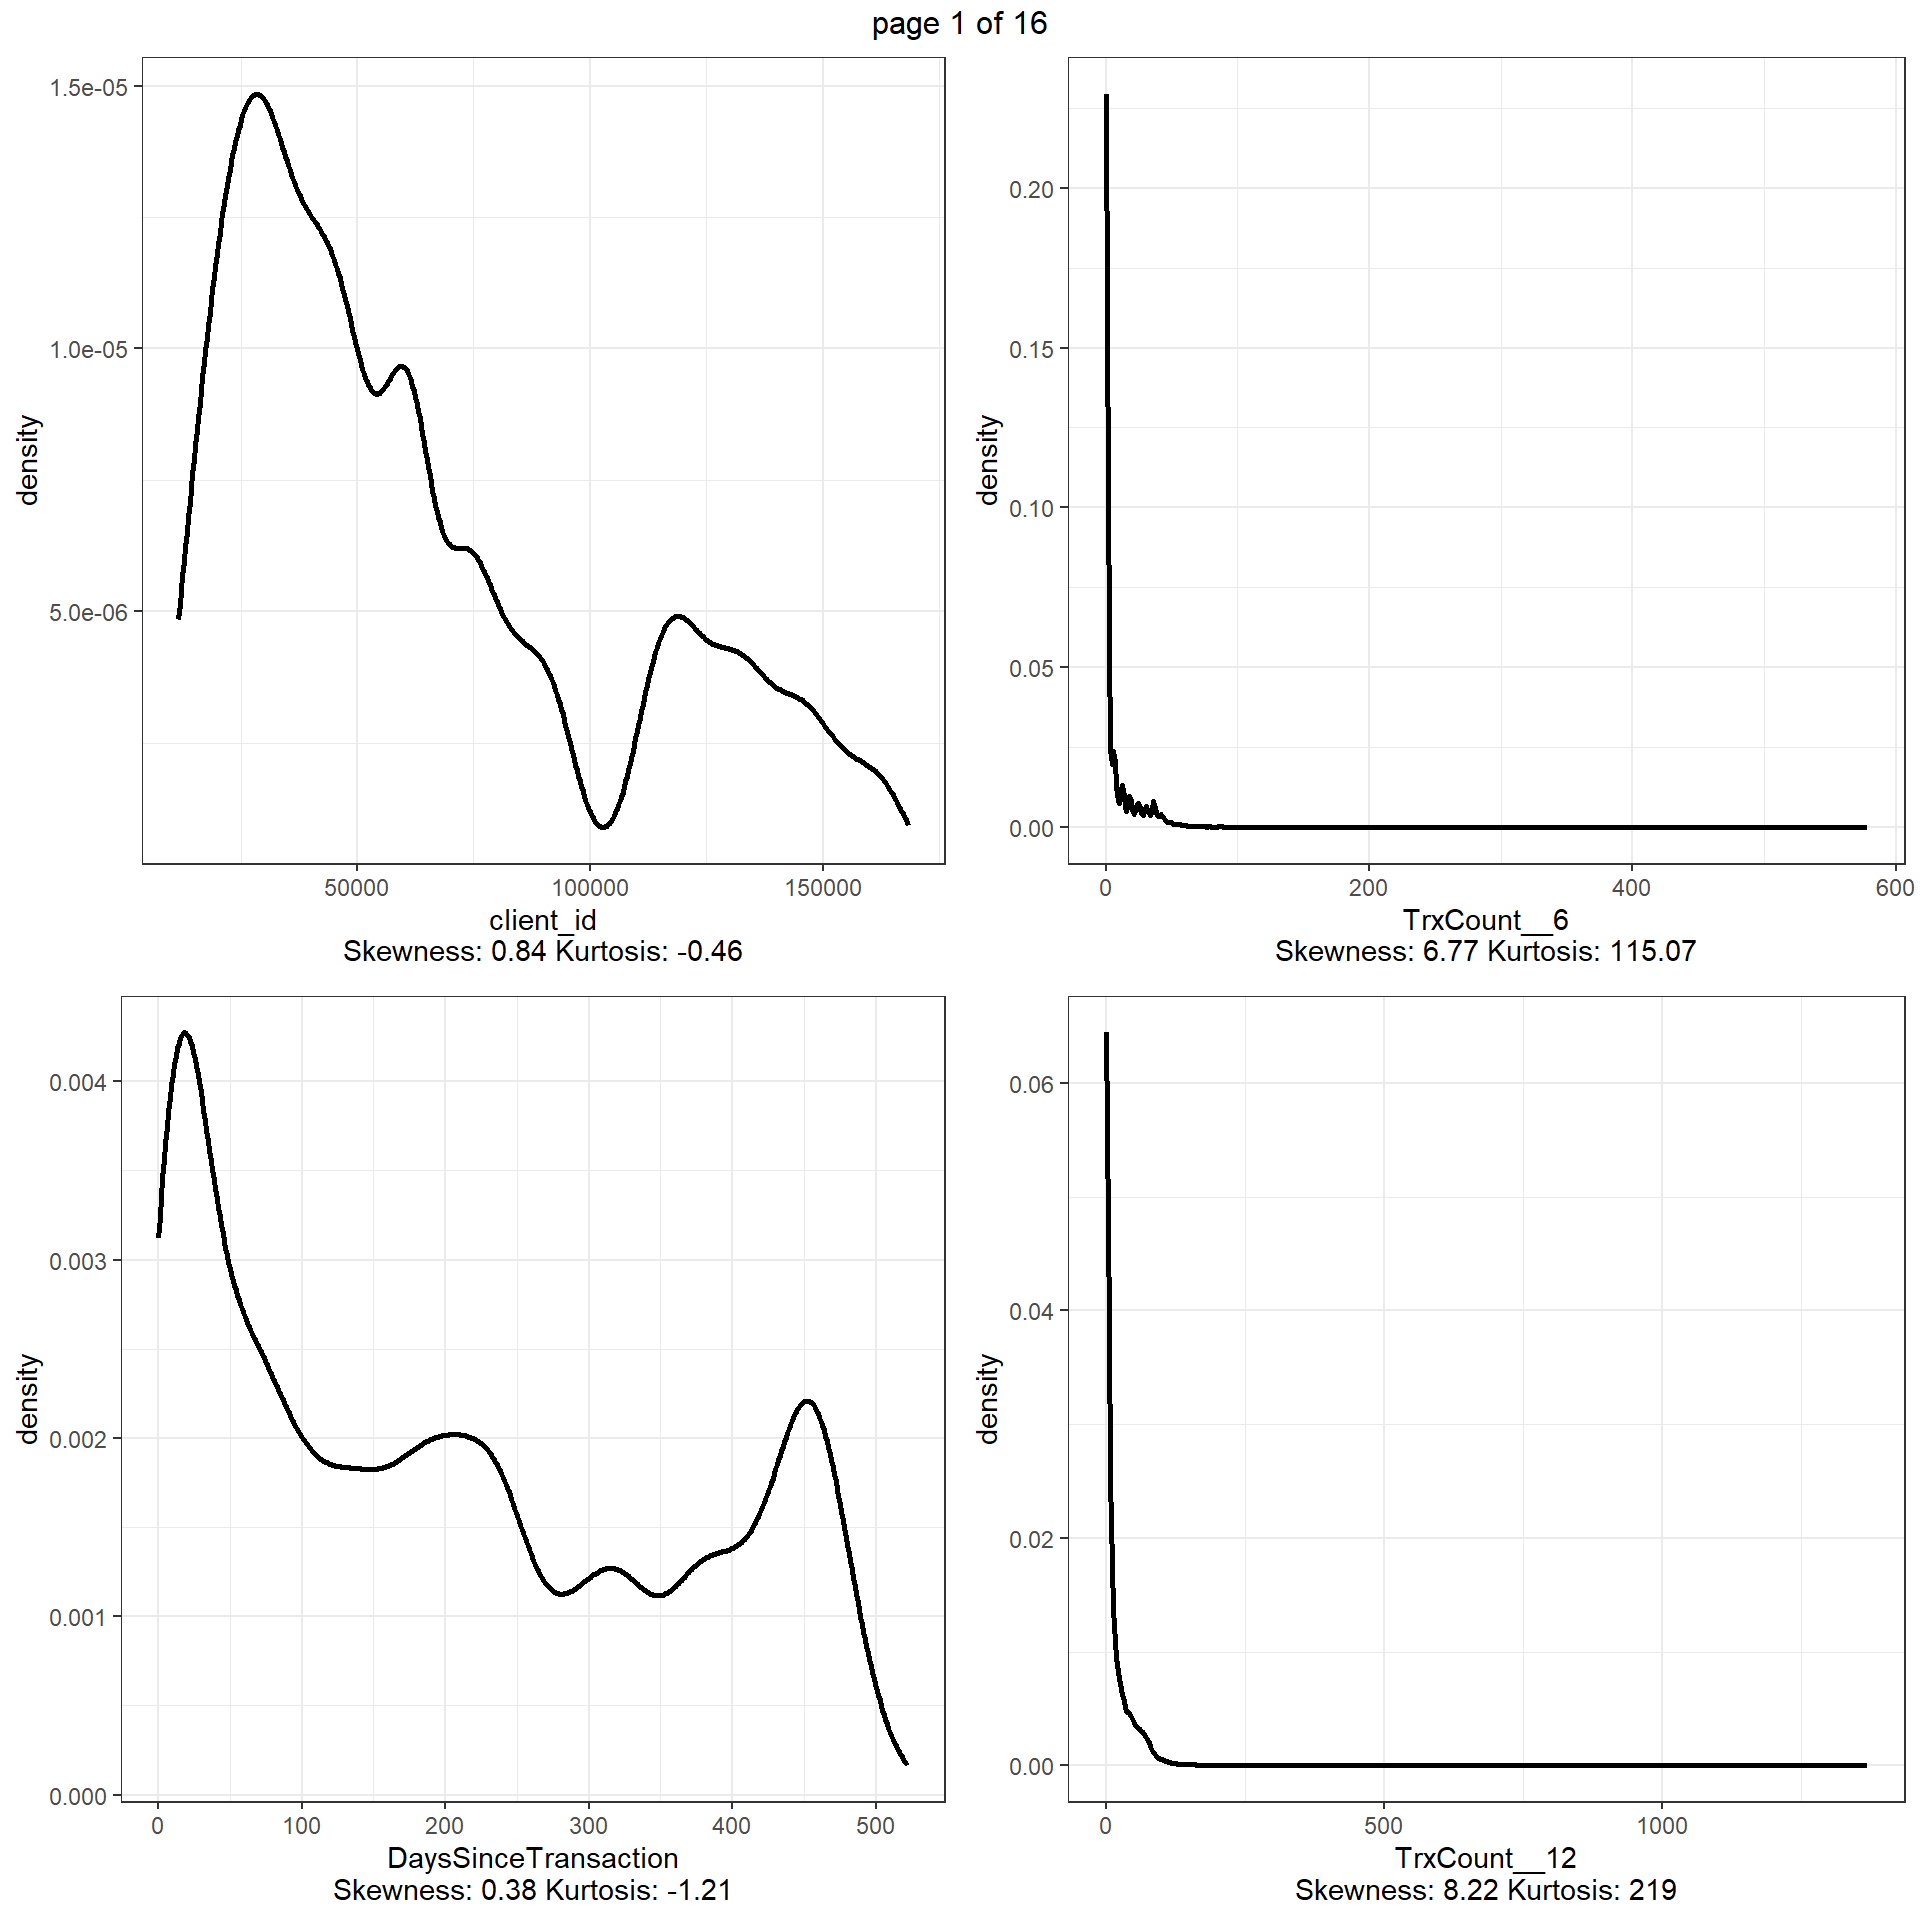 page 1 of 16
1.5e-05
1.0e-05
5.0e-06
density
50000 100000 150000
client_id
Skewness: 0.84 Kurtosis: -0.46
0.20
0.15
0.10
0.05
0.00
density
0 200 400 600
TrxCount__6
Skewness: 6.77 Kurtosis: 115.07
0.004
0.003
0.002
0.001
0.000
density
0 100 200 300 400 500
DaysSinceTransaction
Skewness: 0.38 Kurtosis: -1.21
0.06
0.04
0.02
0.00
density
0 500 1000
TrxCount__12
Skewness: 8.22 Kurtosis: 219